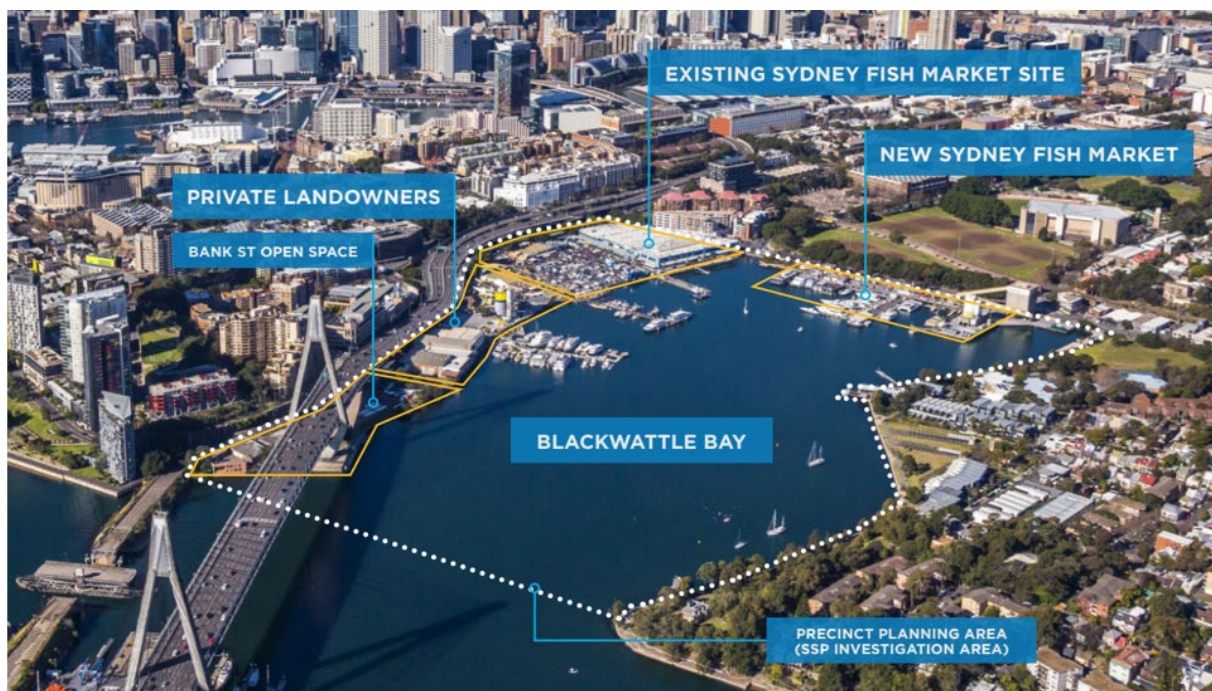 EXISTING SYDNEY FISH MARKET SITE
NEW SYDNEY FISH MARKET
PRIVATE LANDOWNERS
BANK ST OPEN SPACE
BLACKWATTLE BAY
PRECINCT PLANNING AREA
(SSP INVESTIGATION AREA)